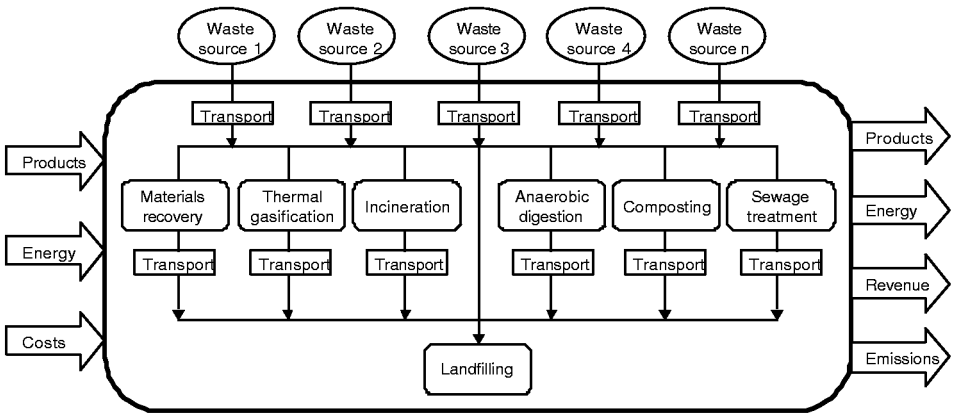 Waste
source 1
Waste
source 2
Waste
source 3
Waste
source 4
Waste
source n
Transport
Transport
Transport
Transport
Transport
Products
Energy
Costs
Materials
recovery
Thermal
gasification
Incineration
Anaerobic
digestion
Composting
Sewage
treatment
Transport
Transport
Transport
Transport
Transport
Transport
Landfilling
Products
Energy
Revenue
Emissions